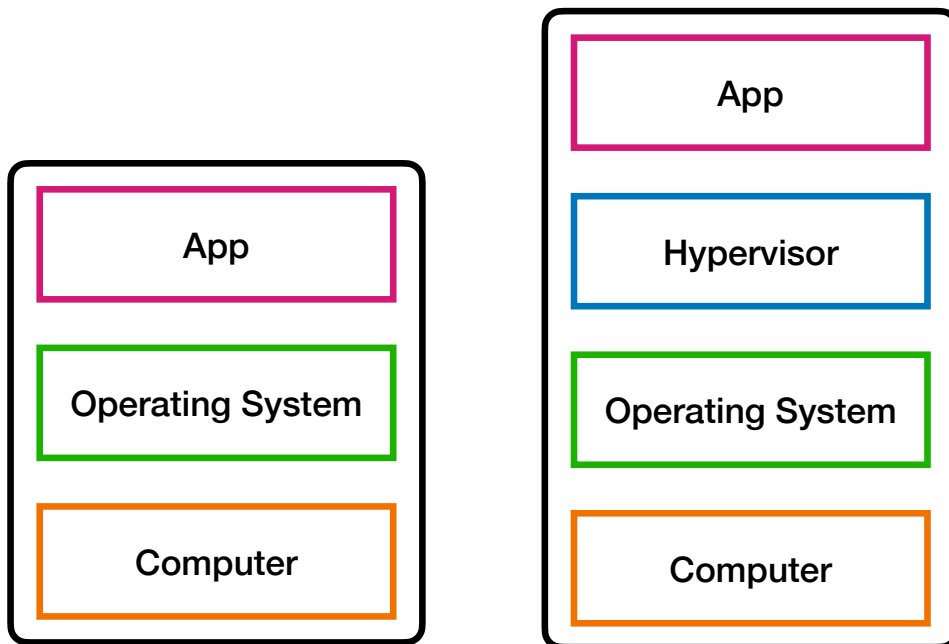 App
Operating System
Computer
App
Hypervisor
Operating System
Computer